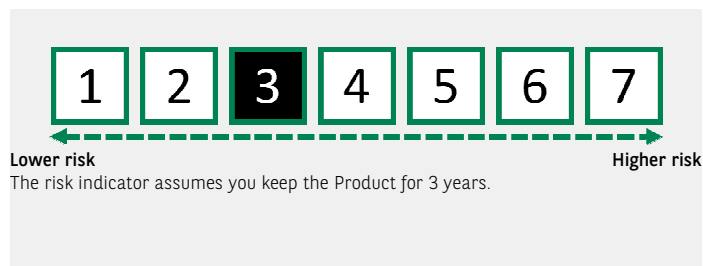 1 2 3 4 5 6 7
Lower risk Higher risk
The risk indicator assumes you keep the Product for 3 years.